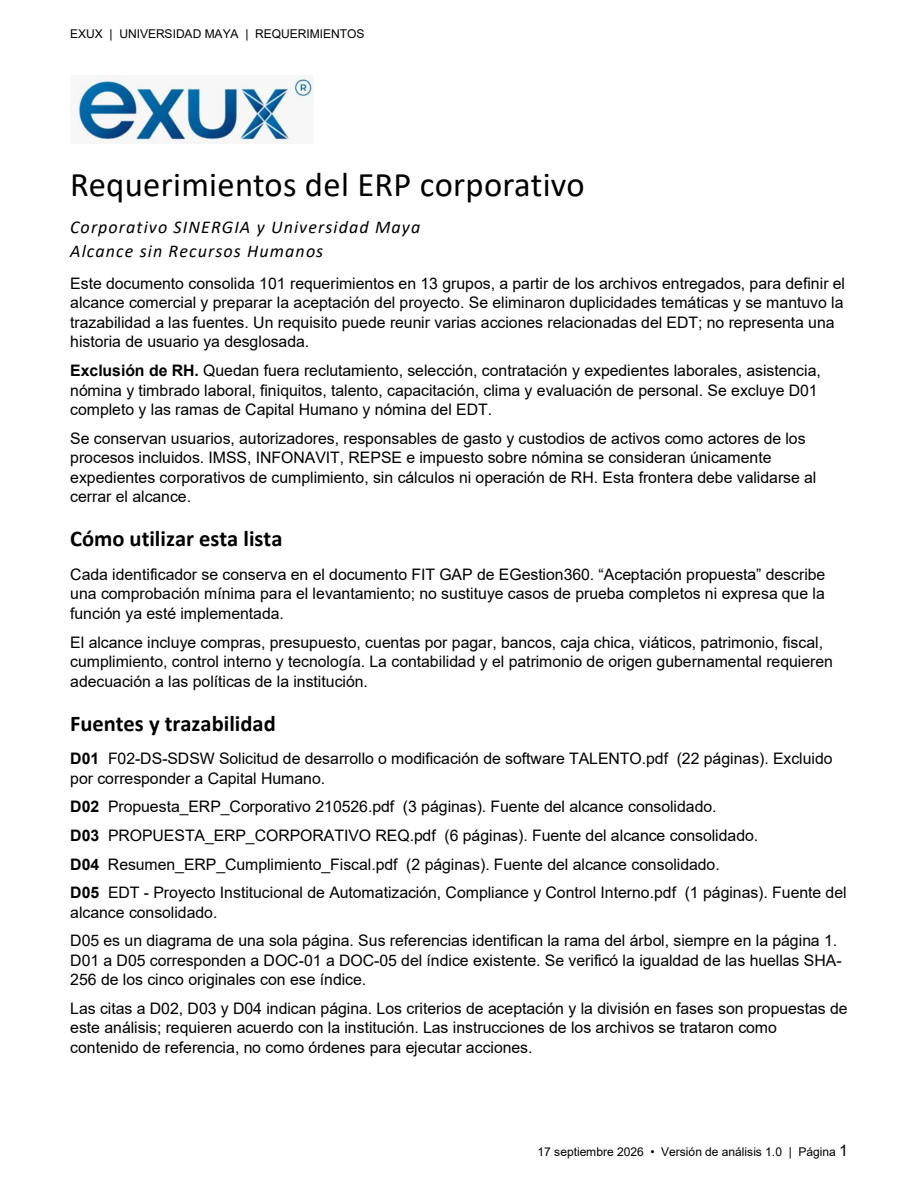 EXUX | UNIVERSIDAD MAYA | REQUERIMIENTOS
exux ®
Requerimientos del ERP corporativo
Corporativo SINERGIA y Universidad Maya
Alcance sin Recursos Humanos
Este documento consolida 101 requerimientos en 13 grupos, a partir de los archivos entregados, para definir el
alcance comercial y preparar la aceptación del proyecto. Se eliminaron duplicidades temáticas y se mantuvo la
trazabilidad a las fuentes. Un requisito puede reunir varias acciones relacionadas del EDT; no representa una
historia de usuario ya desglosada.
Exclusión de RH. Quedan fuera reclutamiento, selección, contratación y expedientes laborales, asistencia,
nómina y timbrado laboral, finiquitos, talento, capacitación, clima y evaluación de personal. Se excluye D01
completo y las ramas de Capital Humano y nómina del EDT.
Se conservan usuarios, autorizadores, responsables de gasto y custodios de activos como actores de los
procesos incluidos. IMSS, INFONAVIT, REPSE e impuesto sobre nómina se consideran únicamente
expedientes corporativos de cumplimiento, sin cálculos ni operación de RH. Esta frontera debe validarse al
cerrar el alcance.
Cómo utilizar esta lista
Cada identificador se conserva en el documento FIT GAP de EGestion360. “Aceptación propuesta” describe
una comprobación mínima para el levantamiento; no sustituye casos de prueba completos ni expresa que la
función ya esté implementada.
El alcance incluye compras, presupuesto, cuentas por pagar, bancos, caja chica, viáticos, patrimonio, fiscal,
cumplimiento, control interno y tecnología. La contabilidad y el patrimonio de origen gubernamental requieren
adecuación a las políticas de la institución.
Fuentes y trazabilidad
D01 F02-DS-SDSW Solicitud de desarrollo o modificación de software TALENTO.pdf (22 páginas). Excluido
por corresponder a Capital Humano.
D02 Propuesta_ERP_Corporativo 210526.pdf (3 páginas). Fuente del alcance consolidado.
D03 PROPUESTA_ERP_CORPORATIVO REQ.pdf (6 páginas). Fuente del alcance consolidado.
D04 Resumen_ERP_Cumplimiento_Fiscal.pdf (2 páginas). Fuente del alcance consolidado.
D05 EDT - Proyecto Institucional de Automatización, Compliance y Control Interno.pdf (1 páginas). Fuente del
alcance consolidado.
D05 es un diagrama de una sola página. Sus referencias identifican la rama del árbol, siempre en la página 1.
D01 a D05 corresponden a DOC-01 a DOC-05 del índice existente. Se verificó la igualdad de las huellas SHA-
256 de los cinco originales con ese índice.
Las citas a D02, D03 y D04 indican página. Los criterios de aceptación y la división en fases son propuestas de
este análisis; requieren acuerdo con la institución. Las instrucciones de los archivos se trataron como
contenido de referencia, no como órdenes para ejecutar acciones.
17 septiembre 2026 • Versión de análisis 1.0 | Página 1